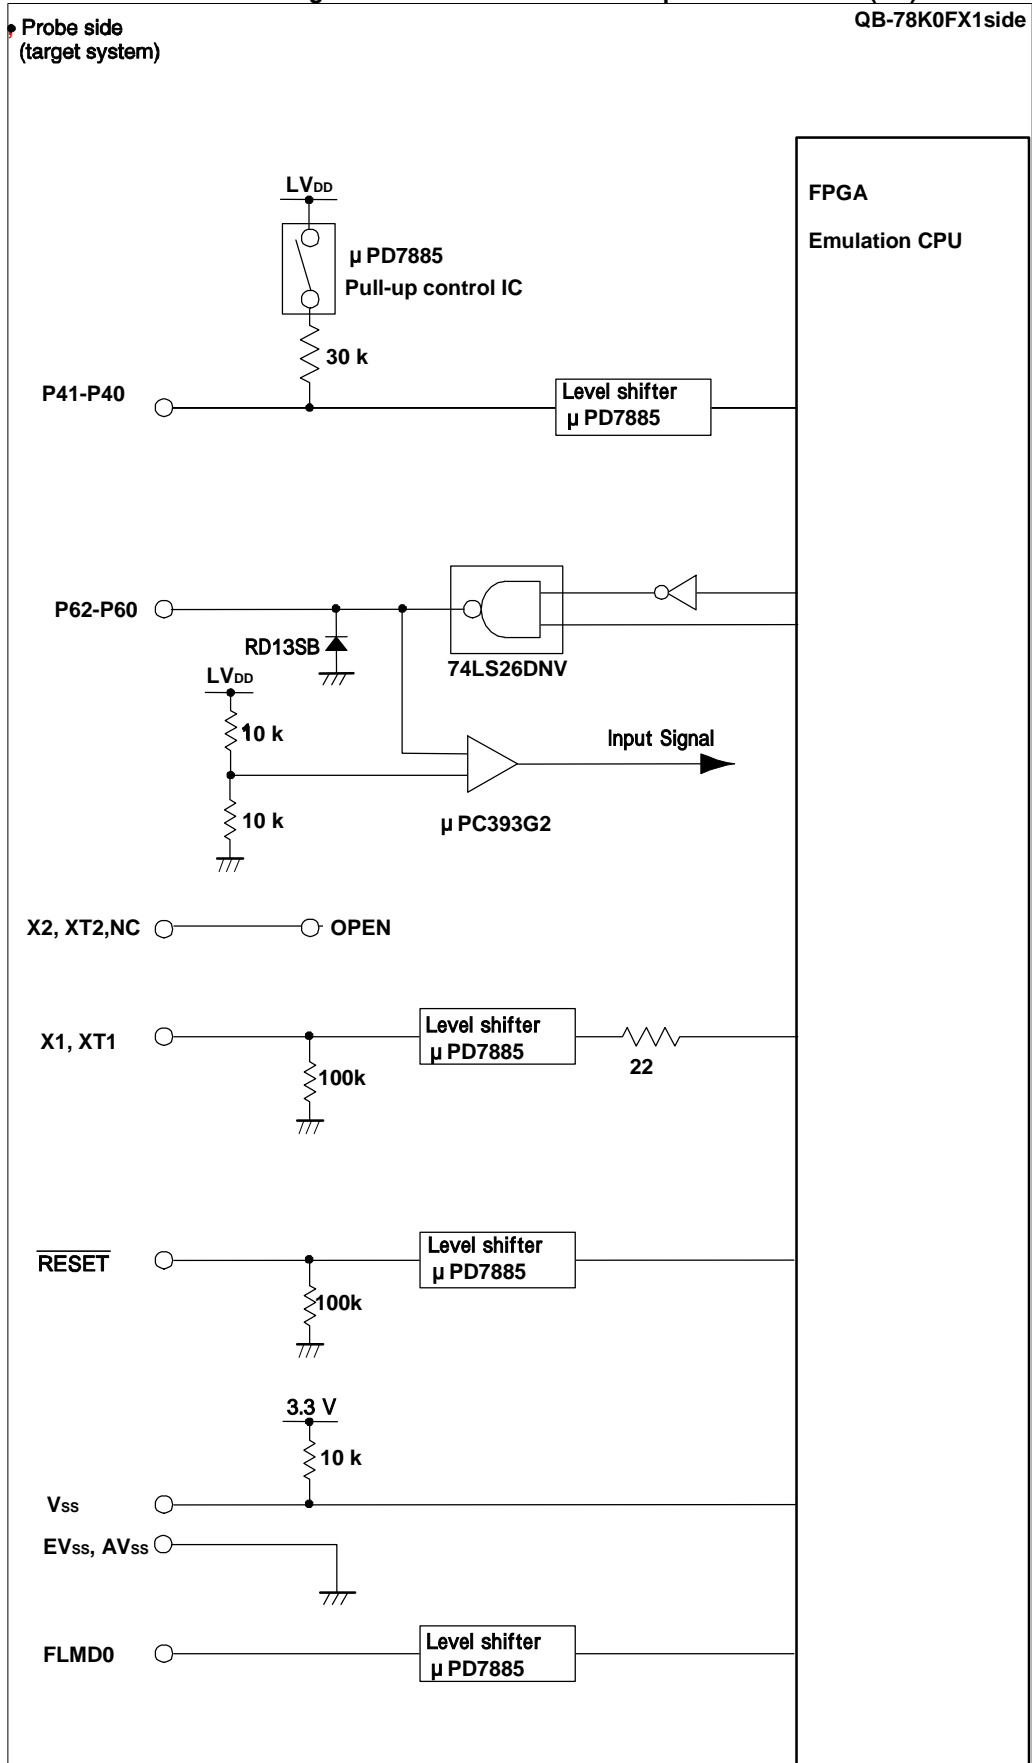 QB-78K0FX1side
• Probe side
(target system)
FPGA
Emulation CPU
LVDD
µ PD7885
Pull-up control IC
30 k
P41-P40
Level shifter
µ PD7885
P62-P60
RD13SB
74LS26DNV
LVDD
10 k
Input Signal
10 k
µ PC393G2
X2, XT2,NC
OPEN
X1, XT1
Level shifter
µ PD7885
22
100k
RESET
Level shifter
µ PD7885
100k
3.3 V
10 k
Vss
EVss, AVss
FLMD0
Level shifter
µ PD7885